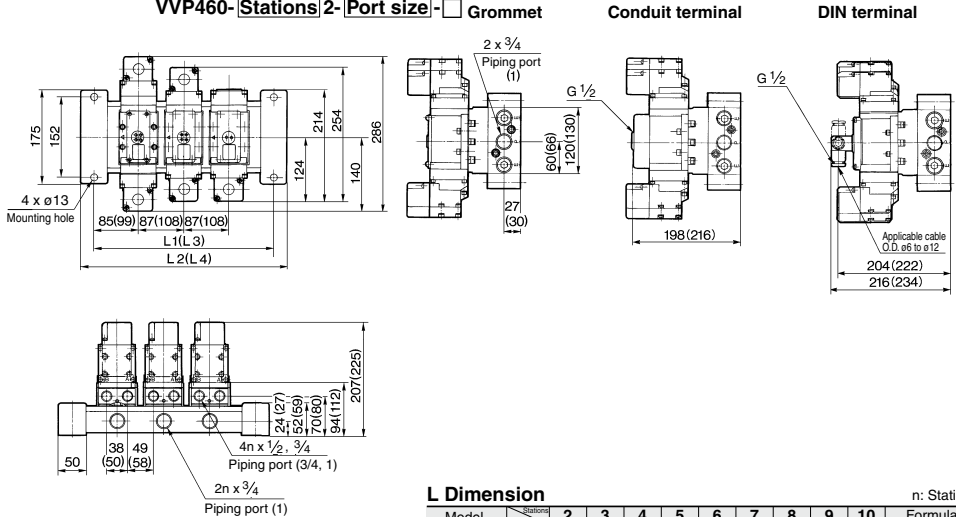 VVP460-Stations 2-Port size-□
Grommet
Conduit terminal
DIN terminal
2 x 3/4
Piping port
(1)
G 1/2
G 1/2
175
152
124
214
254
140
286
4 x ø13
Mounting hole
85(99) 87(108) 87(108)
L1(L3)
L2(L4)
60(66)
120(130)
27
(30)
198(216)
Applicable cable
O.D. ø6 to ø12
204(222)
216(234)
24(27)
52(59)
70(80)
94(112)
207(225)
50
38
(50)
49
(58)
4n x 1/2, 3/4
Piping port (3/4, 1)
2n x 3/4
Piping port (1)
L Dimension
Model Stations 2 3 4 5 6 7 8 9 10 Formula